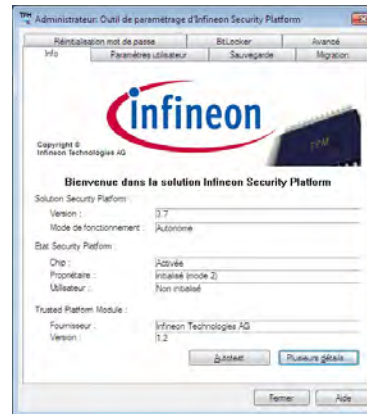 Administrateur: Outil de paramétrage d'Infineon Security Platform
Réinitialisation mot de passe
BitLocker
Avancé
Info
Paramètres utilisateur
Sauvegarde
Migration
infineon
TPM
Copyright ©
Infineon Technologies AG
Bienvenue dans la solution Infineon Security Platform
Solution Security Platform :
Version : 3.7
Mode de fonctionnement : Autonome
Etat Security Platform :
Chip : Activée
Propriétaire : Initialisé (mode 2)
Utilisateur : Non initialisé
Trusted Platform Module :
Fournisseur : Infineon Technologies AG
Version : 1.2
Autotest
Plusieurs détails...
Fermer
Aide